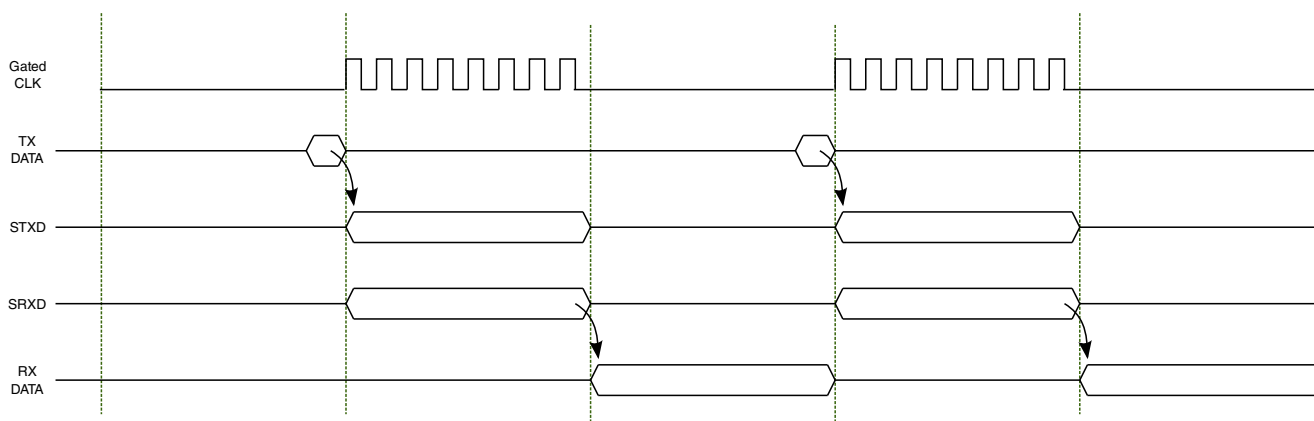 Gated
CLK
TX
DATA
STXD
SRXD
RX
DATA